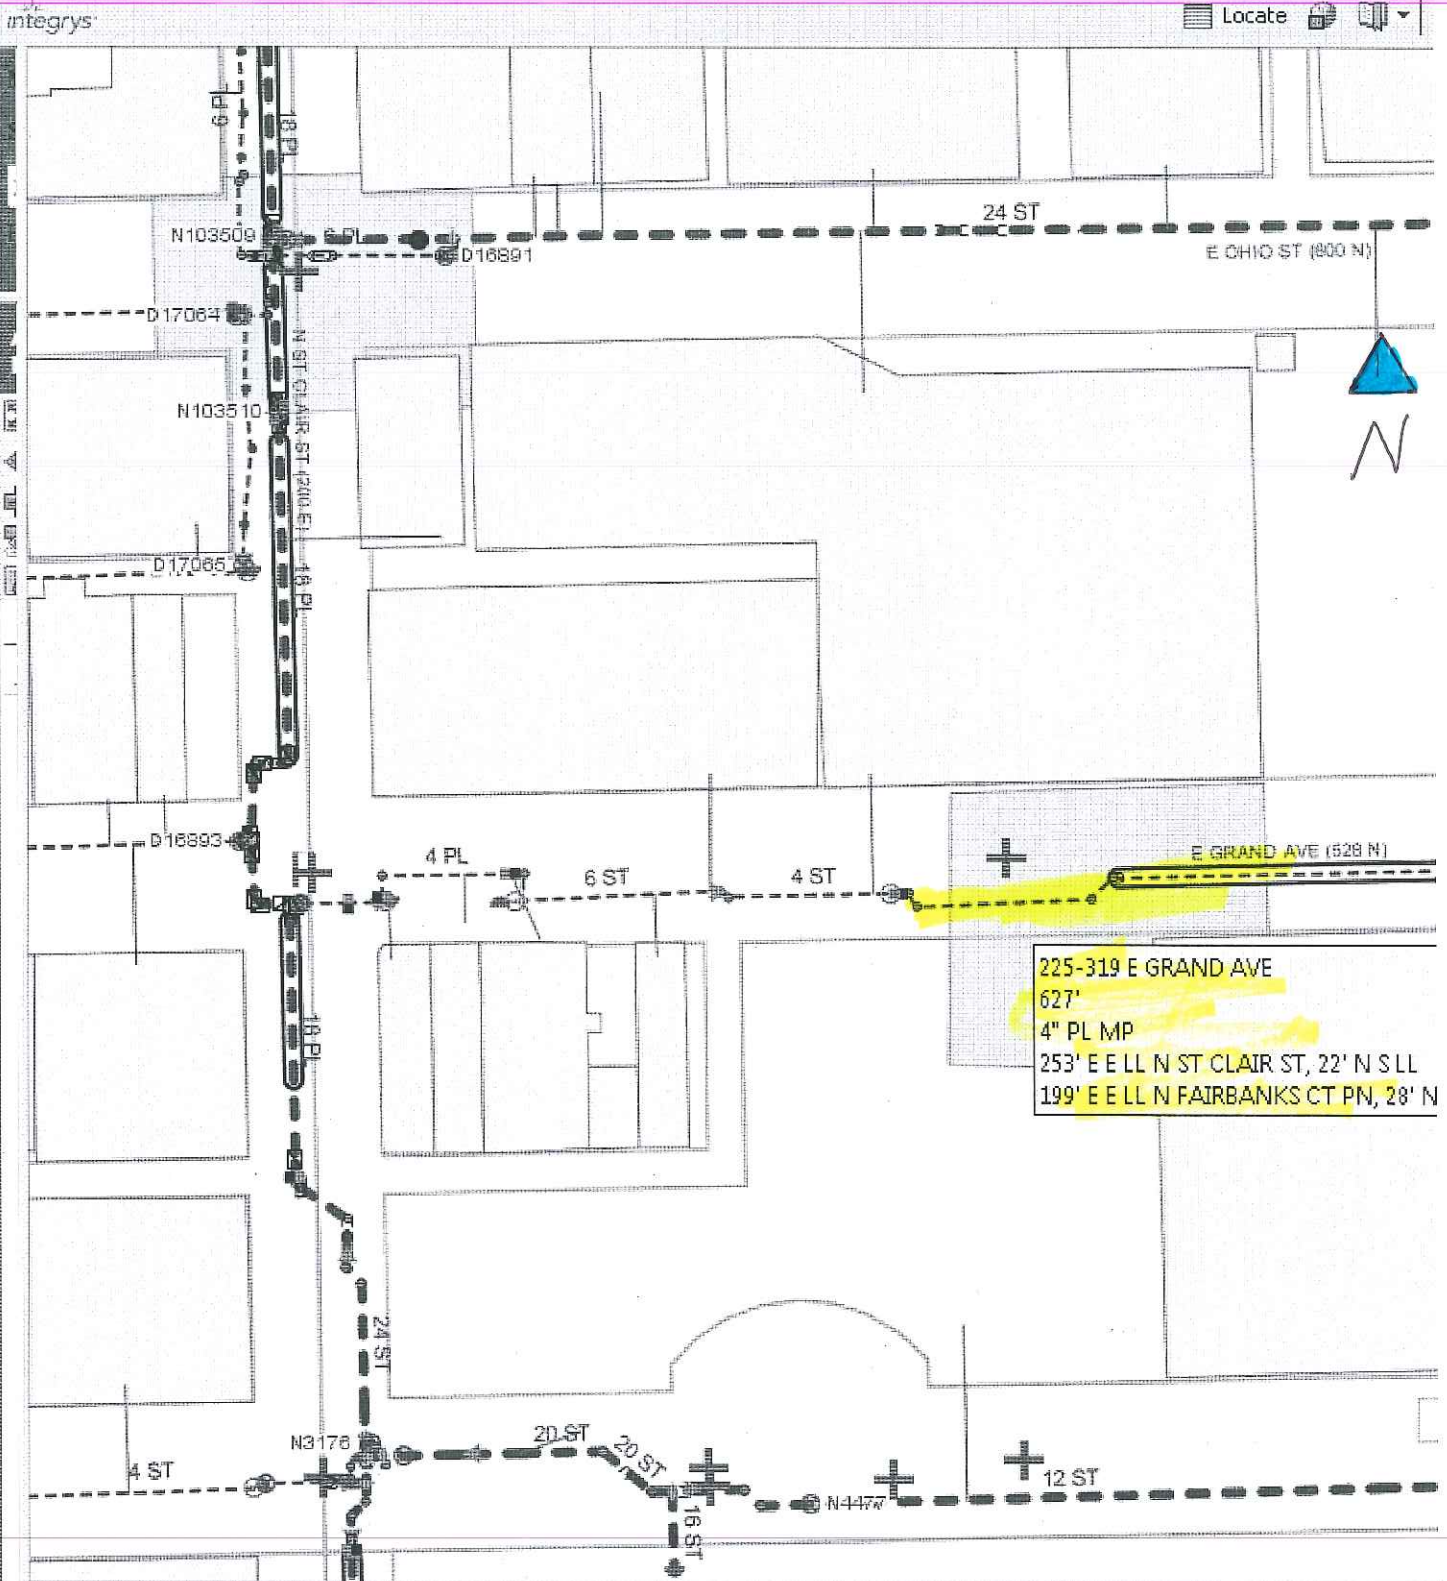 integrys
Locate
6 PL
18 PL
24 ST
N103509
6 PL
D16891
E OHIO ST (600 N)
D17064
N ST CLAIR ST (200 E)
N103510
N
D17065
16 PL
D16893
4 PL
6 ST
4 ST
E GRAND AVE (528 N)
225-319 E GRAND AVE
627'
4" PL MP
253' E E LL N ST CLAIR ST, 22' N S LL
199' E E LL N FAIRBANKS CT PN, 28' N
16 PL
24 ST
N3176
20 ST
20 ST
4 ST
12 ST
N4477
16 ST